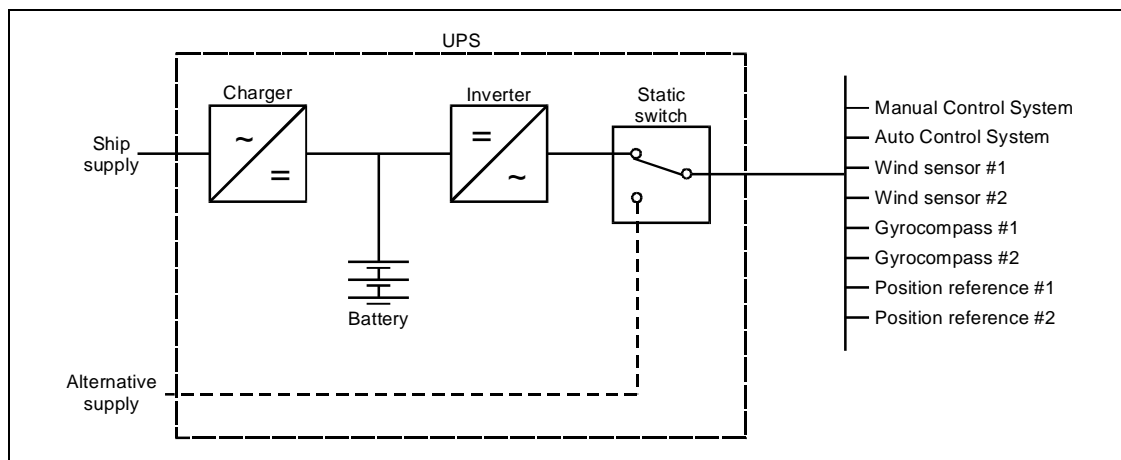 UPS
Charger
Inverter
Static
switch
Ship
supply
~
=
=
~
Battery
Alternative
supply
Manual Control System
Auto Control System
Wind sensor #1
Wind sensor #2
Gyrocompass #1
Gyrocompass #2
Position reference #1
Position reference #2